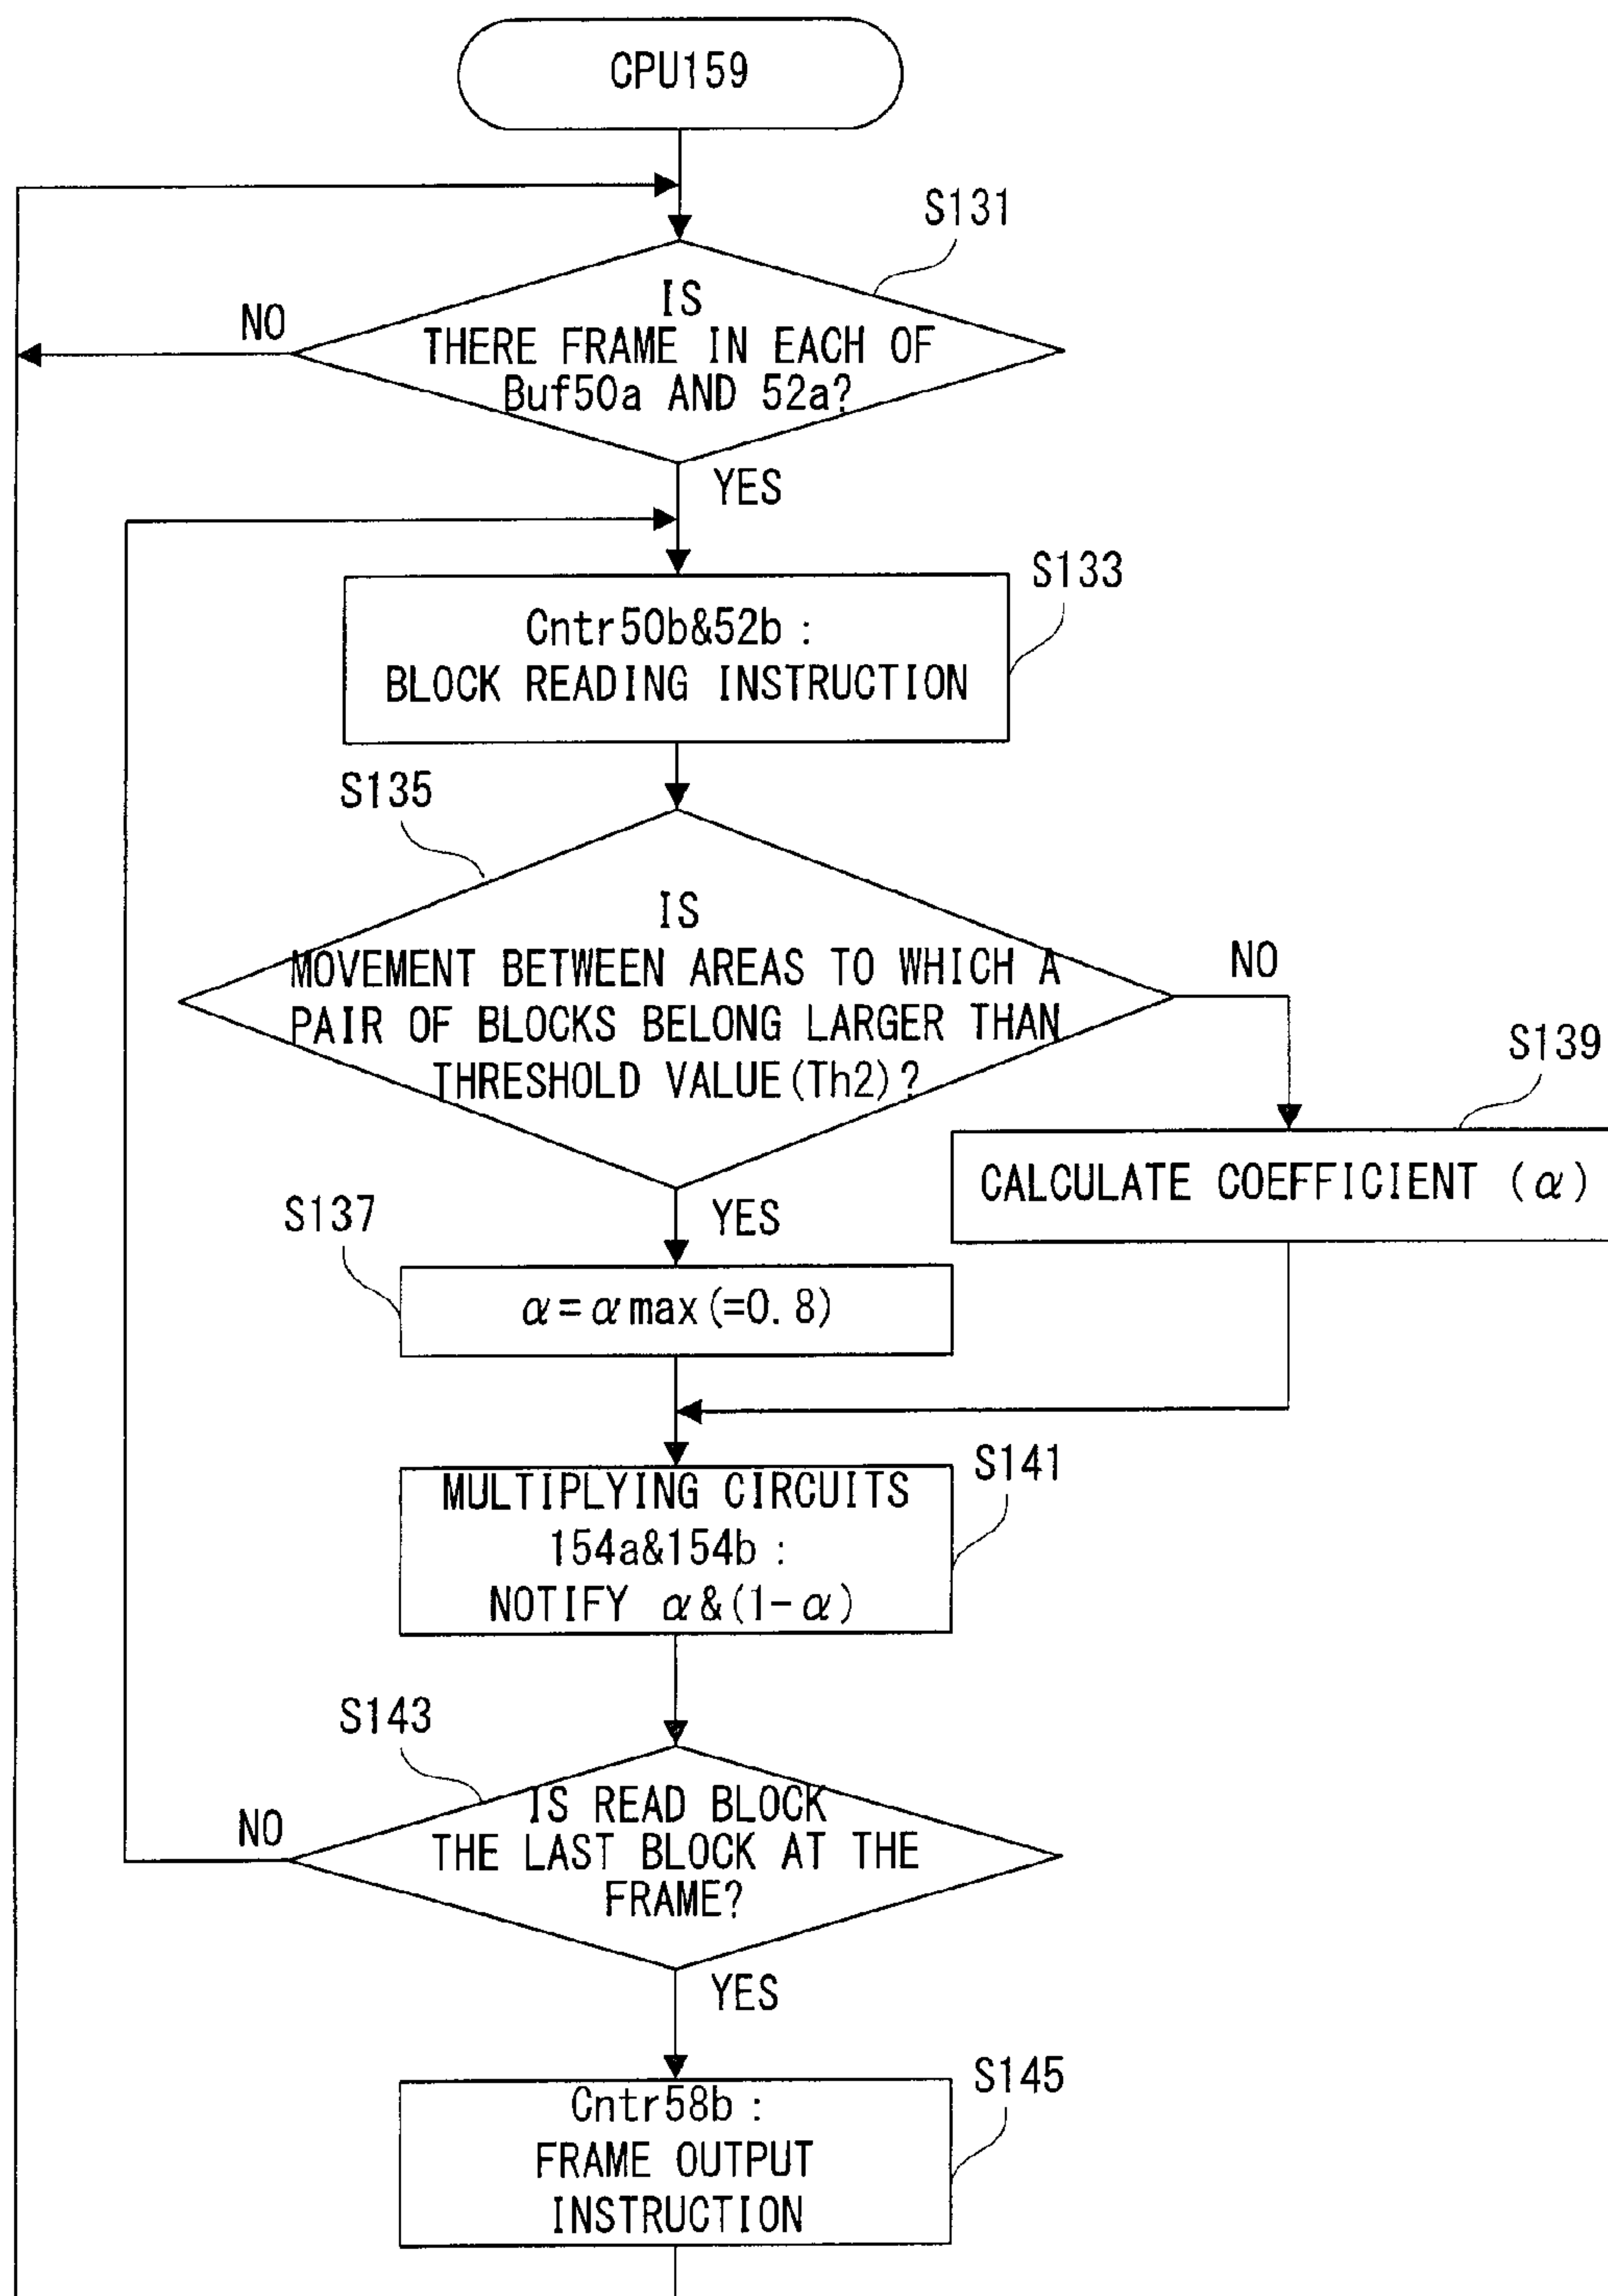 CPU159
S131
IS
THERE FRAME IN EACH OF
Buf50a AND 52a?
NO
YES
S133
Cntr50b&52b :
BLOCK READING INSTRUCTION
S135
IS
MOVEMENT BETWEEN AREAS TO WHICH A
PAIR OF BLOCKS BELONG LARGER THAN
THRESHOLD VALUE(Th2)?
NO
S139
CALCULATE COEFFICIENT (α)
YES
S137
α=αmax(=0.8)
S141
MULTIPLYING CIRCUITS
154a&154b :
NOTIFY α&(1-α)
S143
IS READ BLOCK
THE LAST BLOCK AT THE
FRAME?
NO
YES
S145
Cntr58b :
FRAME OUTPUT
INSTRUCTION